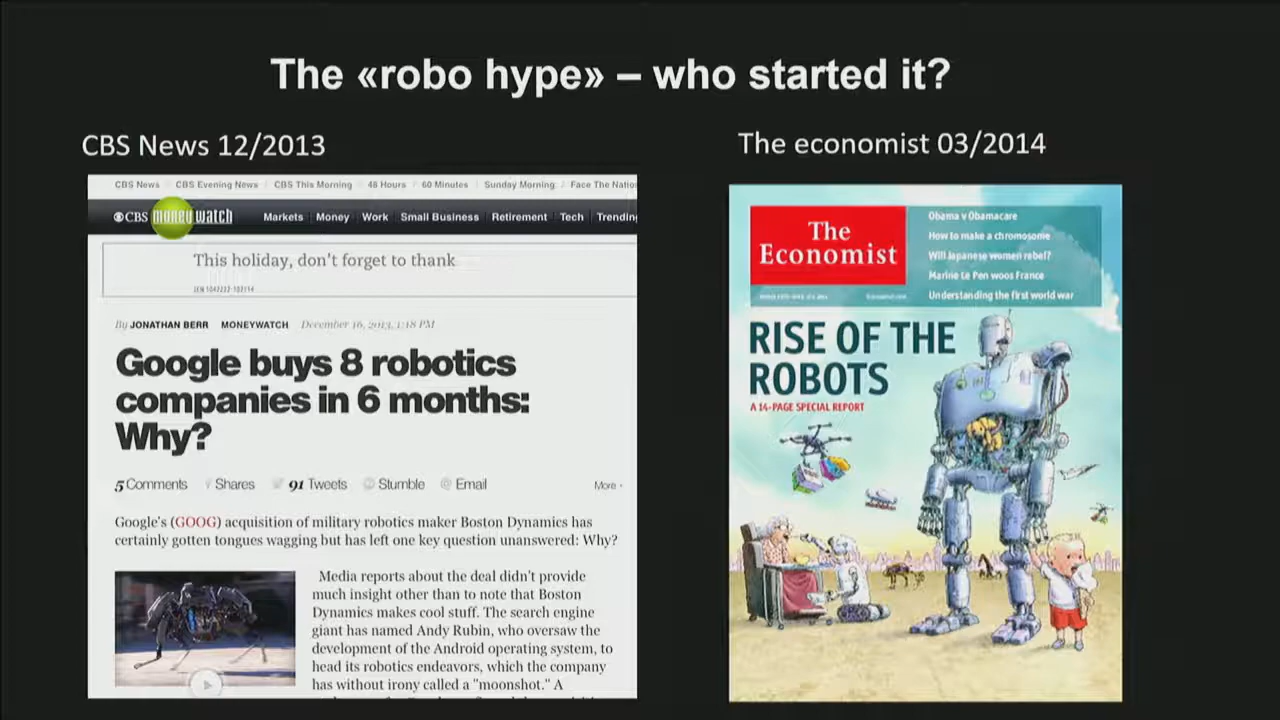 The «robo hype» – who started it?
CBS News 12/2013
The economist 03/2014
CBS News CBS Evening News CBS This Morning 48 Hours 60 Minutes Sunday Morning Face The Natio
CBS money watch Markets Money Work Small Business Retirement Tech Trending
This holiday, don't forget to thank
By JONATHAN BERR MONEYWATCH December 16, 2013, 1:18 PM
Google buys 8 robotics
companies in 6 months:
Why?
5 Comments Shares 91 Tweets Stumble Email More
Google's (GOOG) acquisition of military robotics maker Boston Dynamics has
certainly gotten tongues wagging but has left one key question unanswered: Why?
Media reports about the deal didn't provide
much insight other than to note that Boston
Dynamics makes cool stuff. The search engine
giant has named Andy Rubin, who oversaw the
development of the Android operating system, to
head its robotics endeavors, which the company
has without irony called a "moonshot." A
The
Economist
Obama v Obamacare
How to make a chromosome
Will Japanese women rebel?
Marine Le Pen woos France
Understanding the first world war
RISE OF THE
ROBOTS
A 14-PAGE SPECIAL REPORT